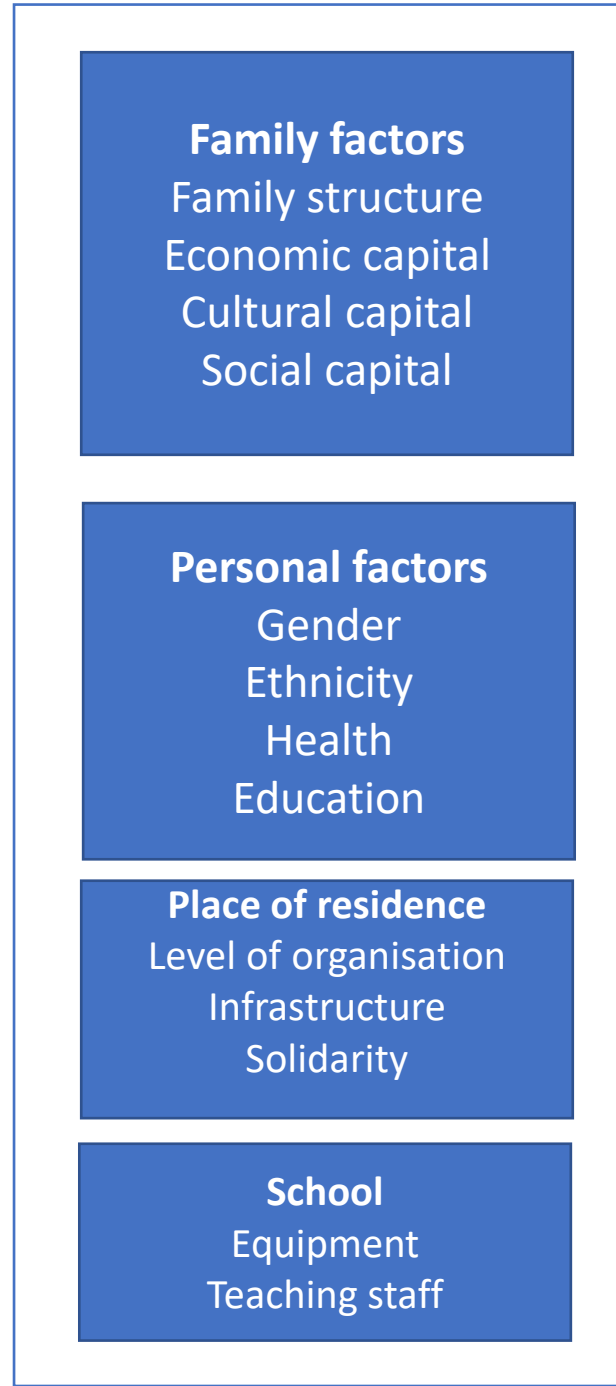 Family factors
Family structure
Economic capital
Cultural capital
Social capital
Personal factors
Gender
Ethnicity
Health
Education
Place of residence
Level of organisation
Infrastructure
Solidarity
School
Equipment
Teaching staff